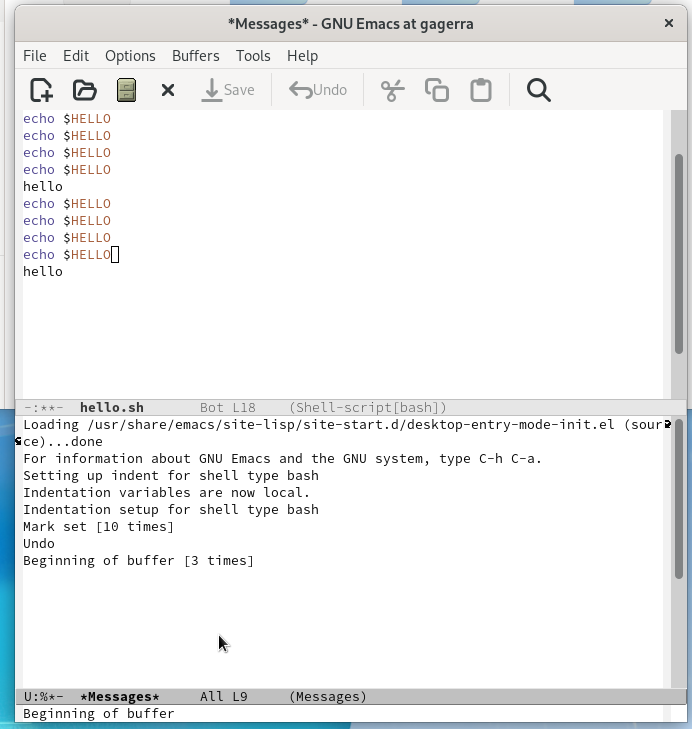 *Messages* - GNU Emacs at gagerra
File Edit Options Buffers Tools Help
Save Undo
echo $HELLO
echo $HELLO
echo $HELLO
echo $HELLO
hello
echo $HELLO
echo $HELLO
echo $HELLO
echo $HELLO
hello
-:**- hello.sh Bot L18 (Shell-script[bash])
Loading /usr/share/emacs/site-lisp/site-start.d/desktop-entry-mode-init.el (sour
ce)...done
For information about GNU Emacs and the GNU system, type C-h C-a.
Setting up indent for shell type bash
Indentation variables are now local.
Indentation setup for shell type bash
Mark set [10 times]
Undo
Beginning of buffer [3 times]
U:%*- *Messages* All L9 (Messages)
Beginning of buffer